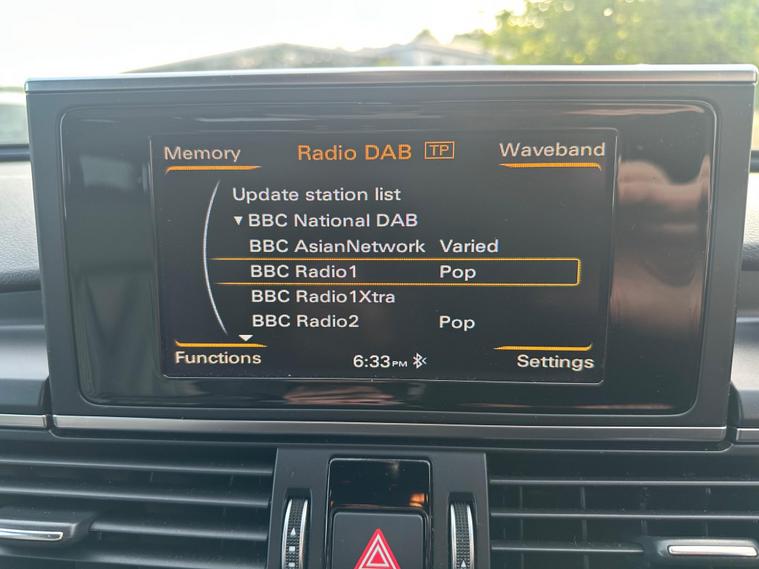 Memory Radio DAB TP Waveband
Update station list
▼ BBC National DAB
BBC AsianNetwork Varied
BBC Radio1 Pop
BBC Radio1Xtra
BBC Radio2 Pop
Functions 6:33PM Settings